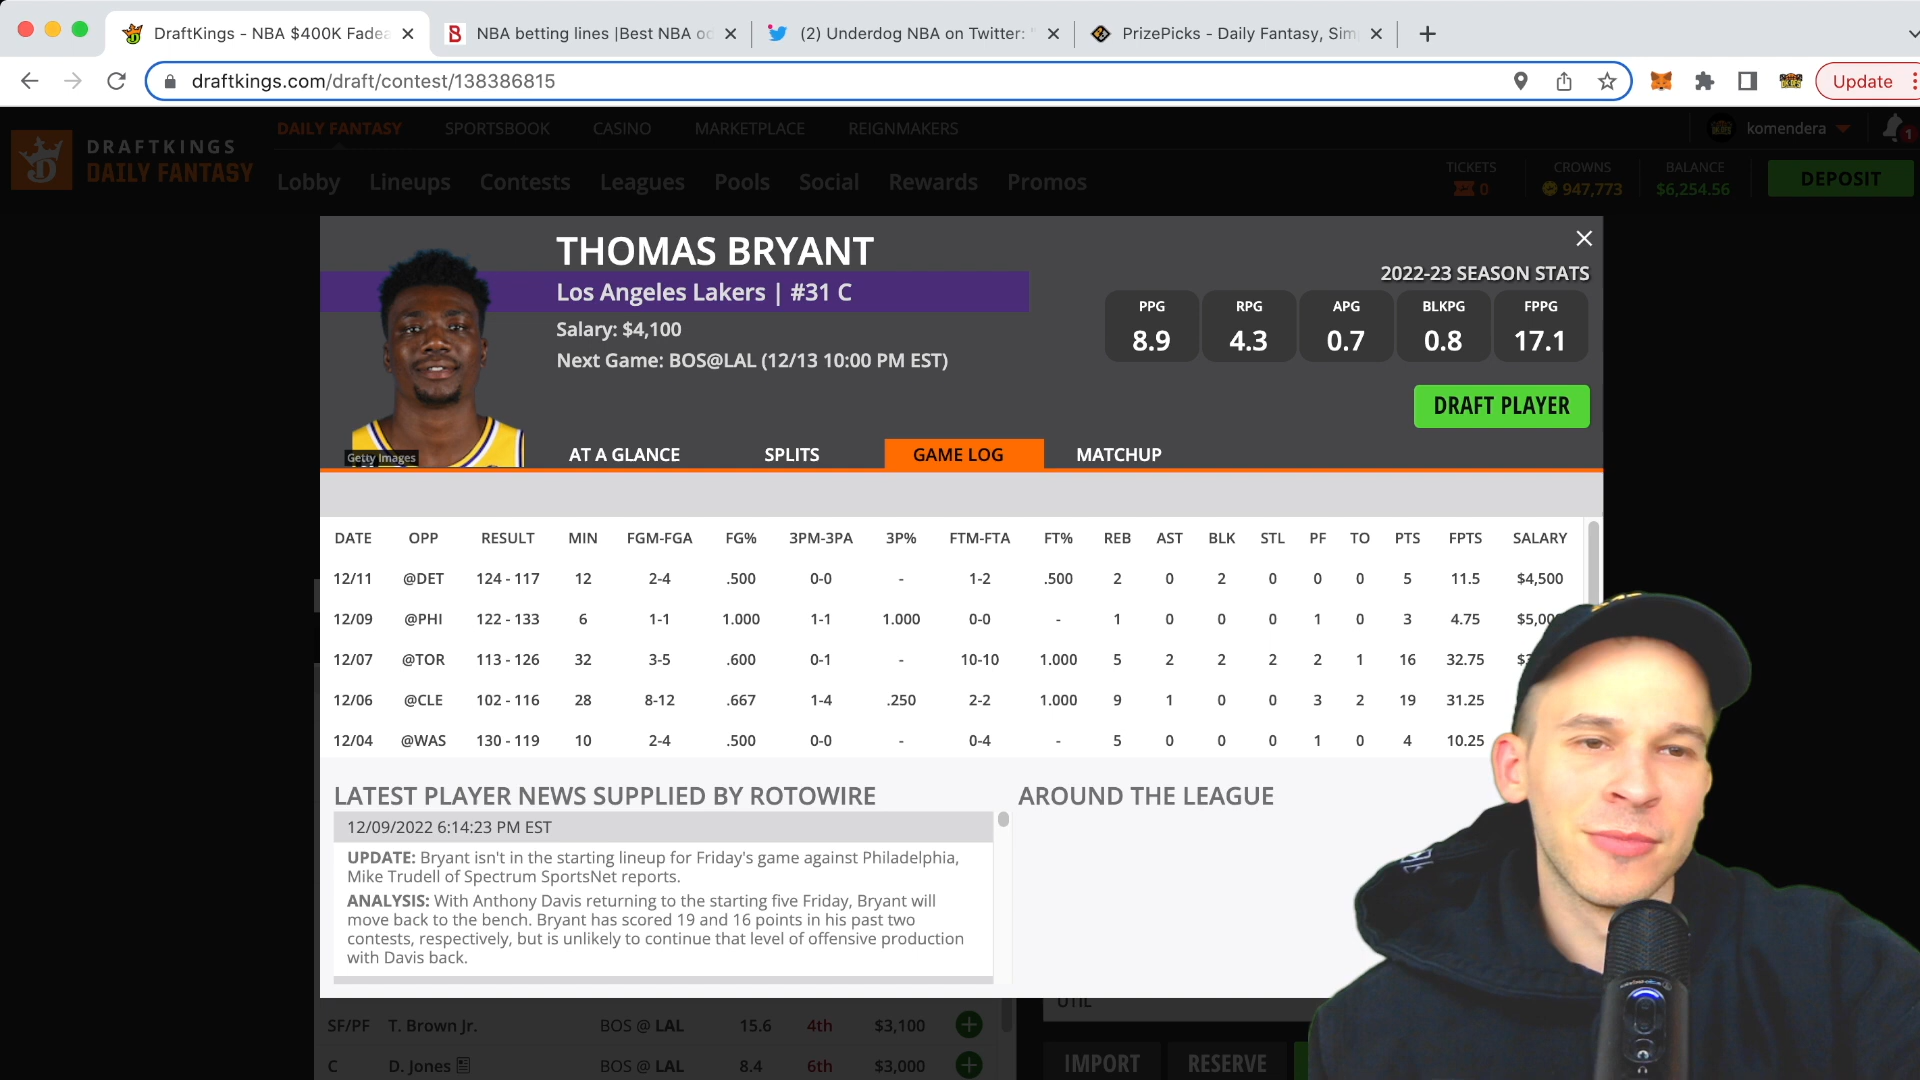 DraftKings - NBA $400K Fadea
NBA betting lines |Best NBA oc
(2) Underdog NBA on Twitter: "
PrizePicks - Daily Fantasy, Sim
draftkings.com/draft/contest/138386815
Update
DRAFTKINGS
DAILY FANTASY
DAILY FANTASY SPORTSBOOK CASINO MARKETPLACE REIGNMAKERS
komendera
1
Lobby Lineups Contests Leagues Pools Social Rewards Promos
TICKETS
0
CROWNS
947,773
BALANCE
$6,254.56
DEPOSIT
THOMAS BRYANT
Los Angeles Lakers | #31 C
Salary: $4,100
Next Game: BOS@LAL (12/13 10:00 PM EST)
Getty Images
2022-23 SEASON STATS
PPG RPG APG BLKPG FPPG
8.9 4.3 0.7 0.8 17.1
DRAFT PLAYER
AT A GLANCE SPLITS GAME LOG MATCHUP
DATE OPP RESULT MIN FGM-FGA FG% 3PM-3PA 3P% FTM-FTA FT% REB AST BLK STL PF TO PTS FPTS SALARY
12/11 @DET 124 - 117 12 2-4 .500 0-0 - 1-2 .500 2 0 2 0 0 0 5 11.5 $4,500
12/09 @PHI 122 - 133 6 1-1 1.000 1-1 1.000 0-0 - 1 0 0 0 1 0 3 4.75 $5,00
12/07 @TOR 113 - 126 32 3-5 .600 0-1 - 10-10 1.000 5 2 2 2 2 1 16 32.75
12/06 @CLE 102 - 116 28 8-12 .667 1-4 .250 2-2 1.000 9 1 0 0 3 2 19 31.25
12/04 @WAS 130 - 119 10 2-4 .500 0-0 - 0-4 - 5 0 0 0 1 0 4 10.25
LATEST PLAYER NEWS SUPPLIED BY ROTOWIRE
12/09/2022 6:14:23 PM EST
UPDATE: Bryant isn't in the starting lineup for Friday's game against Philadelphia,
Mike Trudell of Spectrum SportsNet reports.
ANALYSIS: With Anthony Davis returning to the starting five Friday, Bryant will
move back to the bench. Bryant has scored 19 and 16 points in his past two
contests, respectively, but is unlikely to continue that level of offensive production
with Davis back.
AROUND THE LEAGUE
UTIL
SF/PF T. Brown Jr. BOS @ LAL 15.6 4th $3,100
C D. Jones BOS @ LAL 8.4 6th $3,000
IMPORT RESERVE